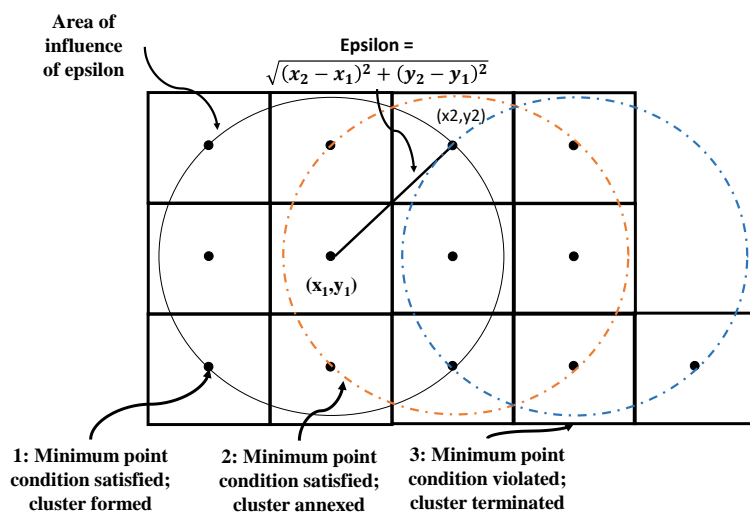 Area of
influence
of epsilon
Epsilon =
√(x₂ − x₁)² + (y₂ − y₁)²
(x2,y2)
(x₁,y₁)
1: Minimum point
condition satisfied;
cluster formed
2: Minimum point
condition satisfied;
cluster annexed
3: Minimum point
condition violated;
cluster terminated